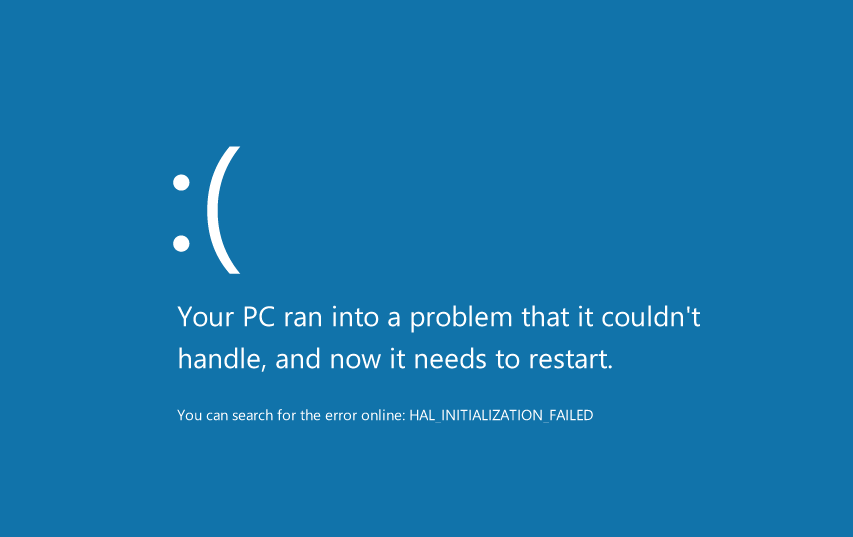 :(
Your PC ran into a problem that it couldn't
handle, and now it needs to restart.
You can search for the error online: HAL_INITIALIZATION_FAILED